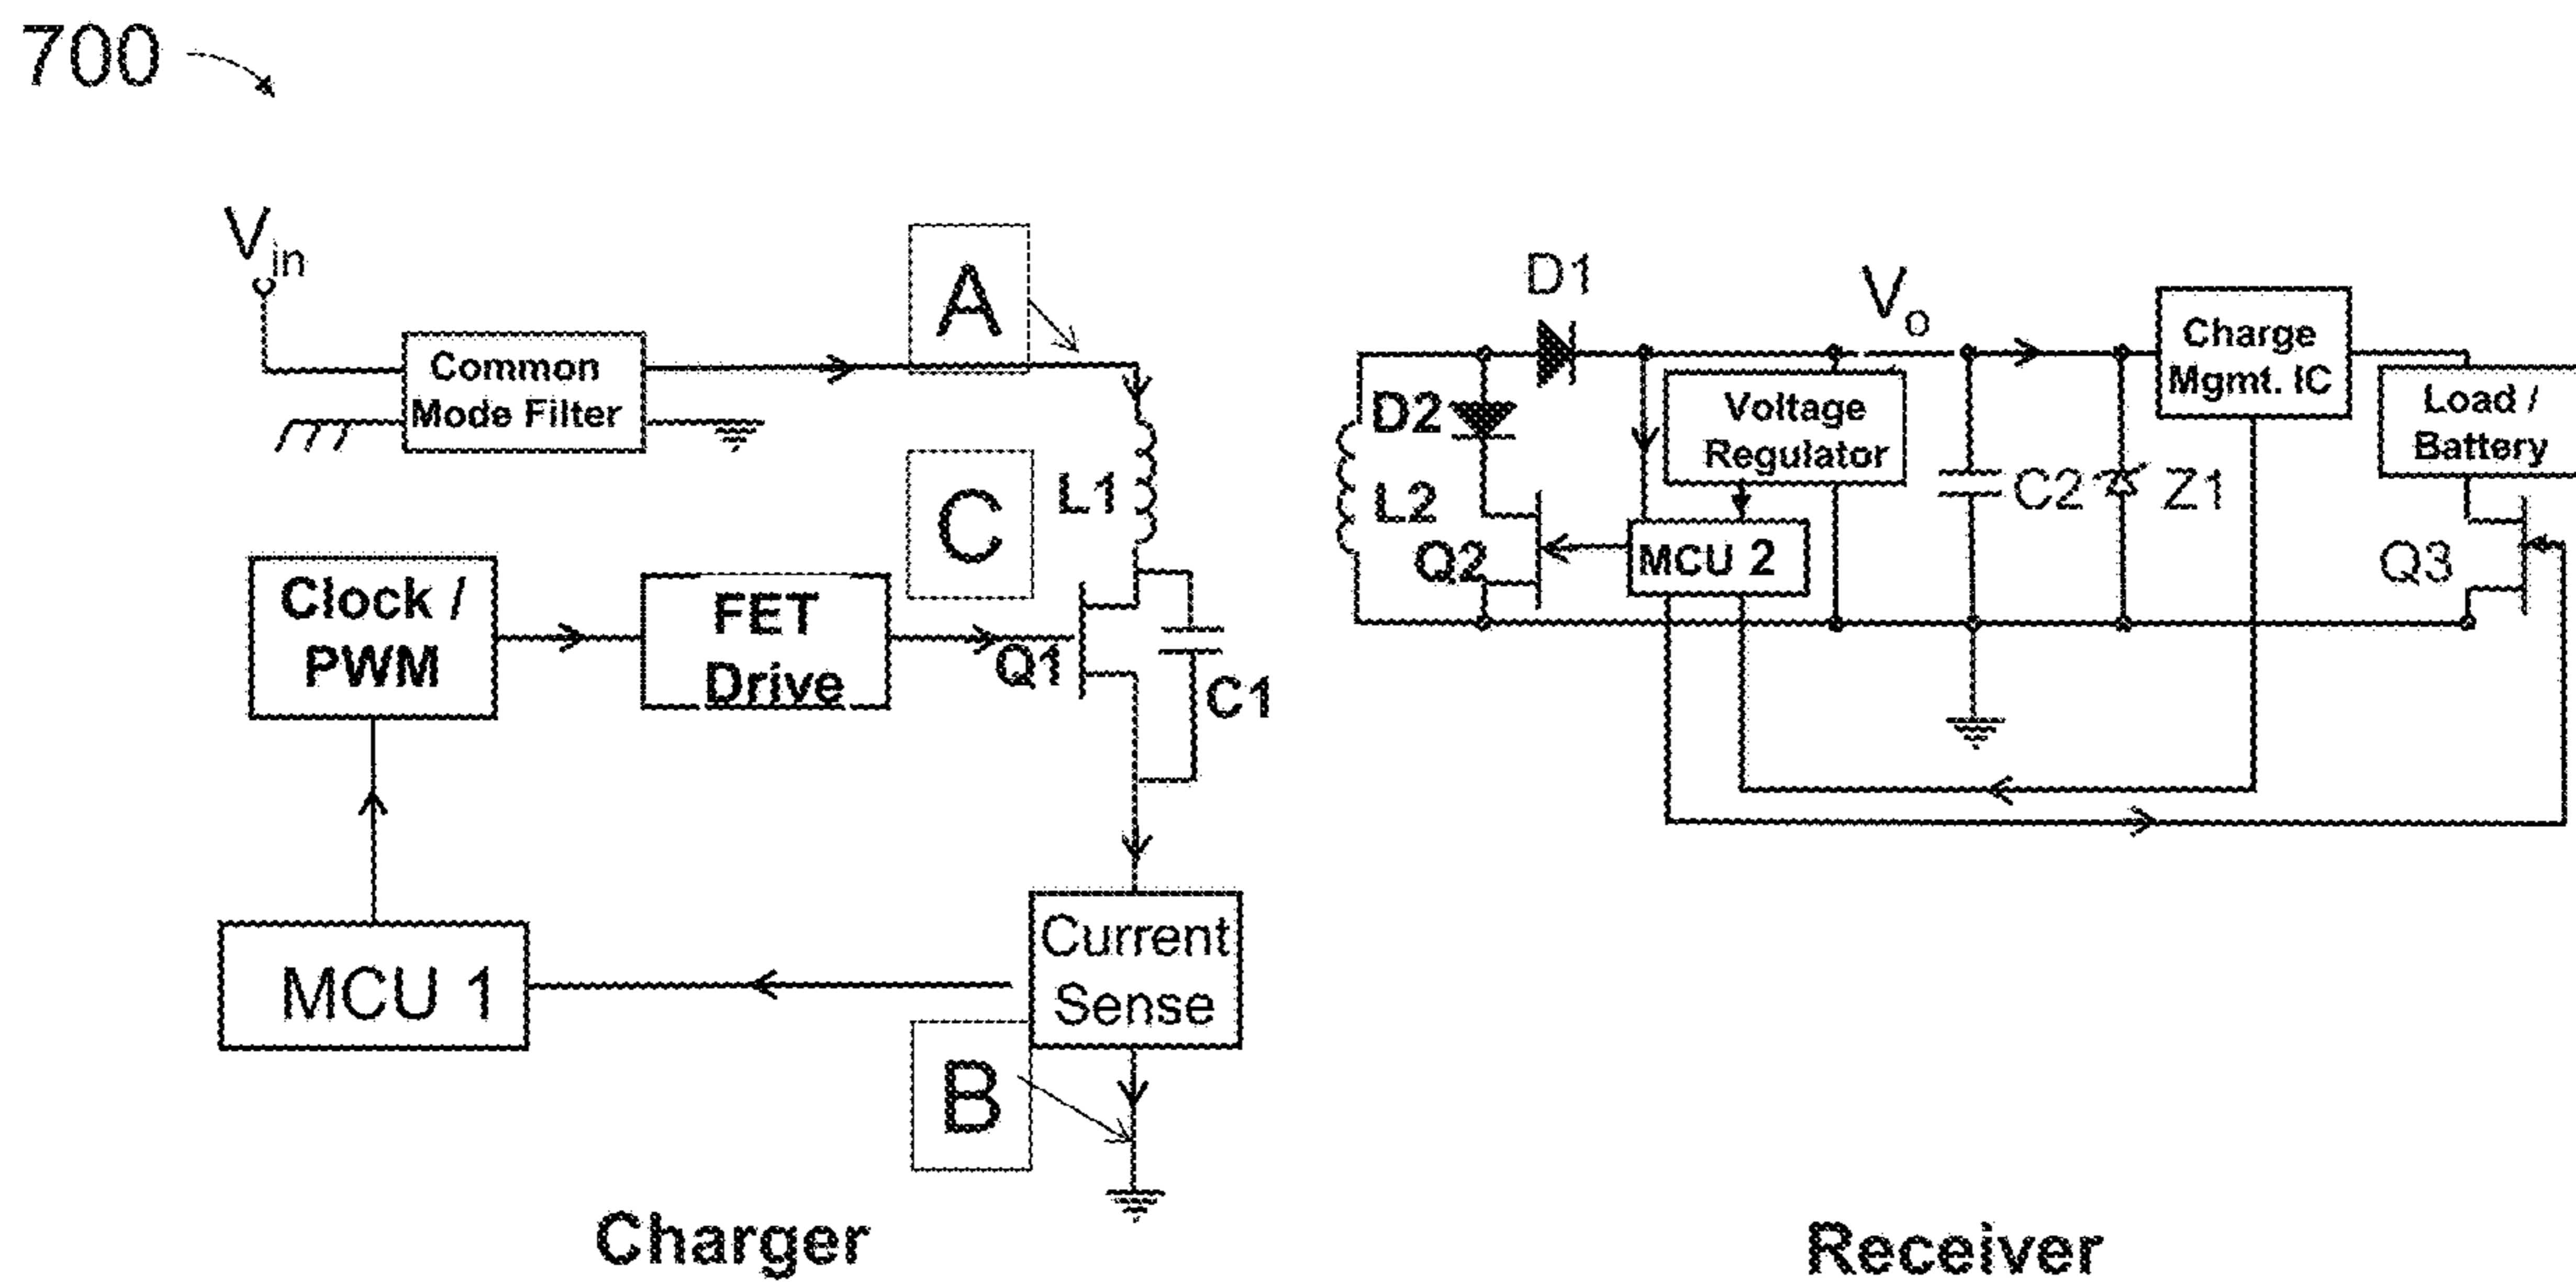 700
Vin
Common
Mode Filter
A
C
L1
Clock /
PWM
FET
Drive
Q1
C1
MCU 1
Current
Sense
B
Charger
D1
Vo
D2
L2
Q2
Voltage
Regulator
MCU 2
C2
Z1
Charge
Mgmt. IC
Load /
Battery
Q3
Receiver